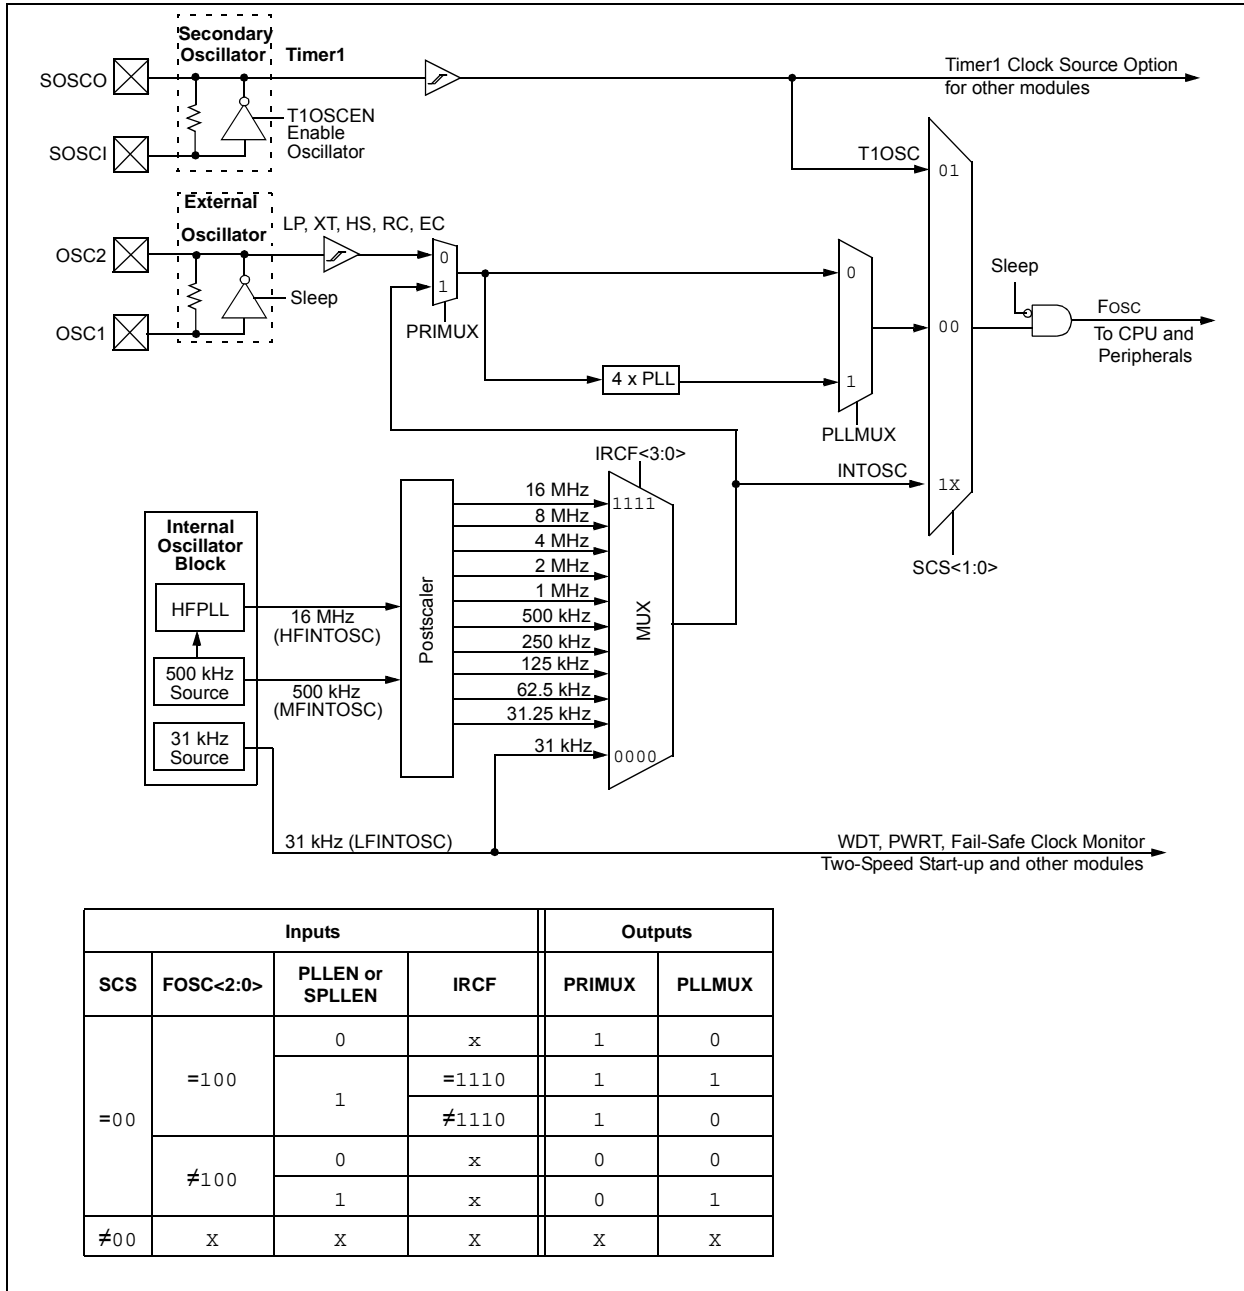 Secondary
Oscillator
Timer1
SOSCO
SOSCI
T1OSCEN
Enable
Oscillator
Timer1 Clock Source Option
for other modules
T1OSC
01
External
Oscillator
LP, XT, HS, RC, EC
OSC2
OSC1
Sleep
0
1
PRIMUX
4 x PLL
0
1
PLLMUX
00
Sleep
FOSC
To CPU and
Peripherals
INTOSC
1X
SCS<1:0>
IRCF<3:0>
Internal
Oscillator
Block
HFPLL
500 kHz
Source
31 kHz
Source
16 MHz
(HFINTOSC)
500 kHz
(MFINTOSC)
Postscaler
16 MHz
8 MHz
4 MHz
2 MHz
1 MHz
500 kHz
250 kHz
125 kHz
62.5 kHz
31.25 kHz
31 kHz
1111
MUX
0000
31 kHz (LFINTOSC)
WDT, PWRT, Fail-Safe Clock Monitor
Two-Speed Start-up and other modules
Inputs Outputs
SCS FOSC<2:0> PLLEN or SPLLEN IRCF PRIMUX PLLMUX
=00 =100 0 x 1 0
1 =1110 1 1
≠1110 1 0
≠100 0 x 0 0
1 x 0 1
≠00 X X X X X